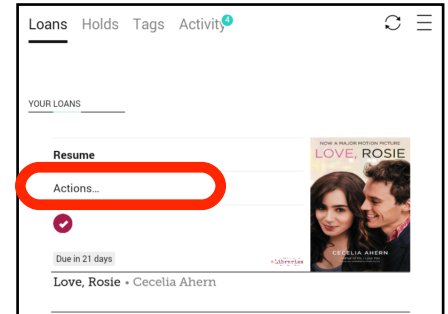 Loans Holds Tags Activity 4
YOUR LOANS
Resume
Actions...
Due in 21 days
Libraries
NOW A MAJOR MOTION PICTURE
LOVE, ROSIE
CECELIA AHERN
Love, Rosie • Cecelia Ahern